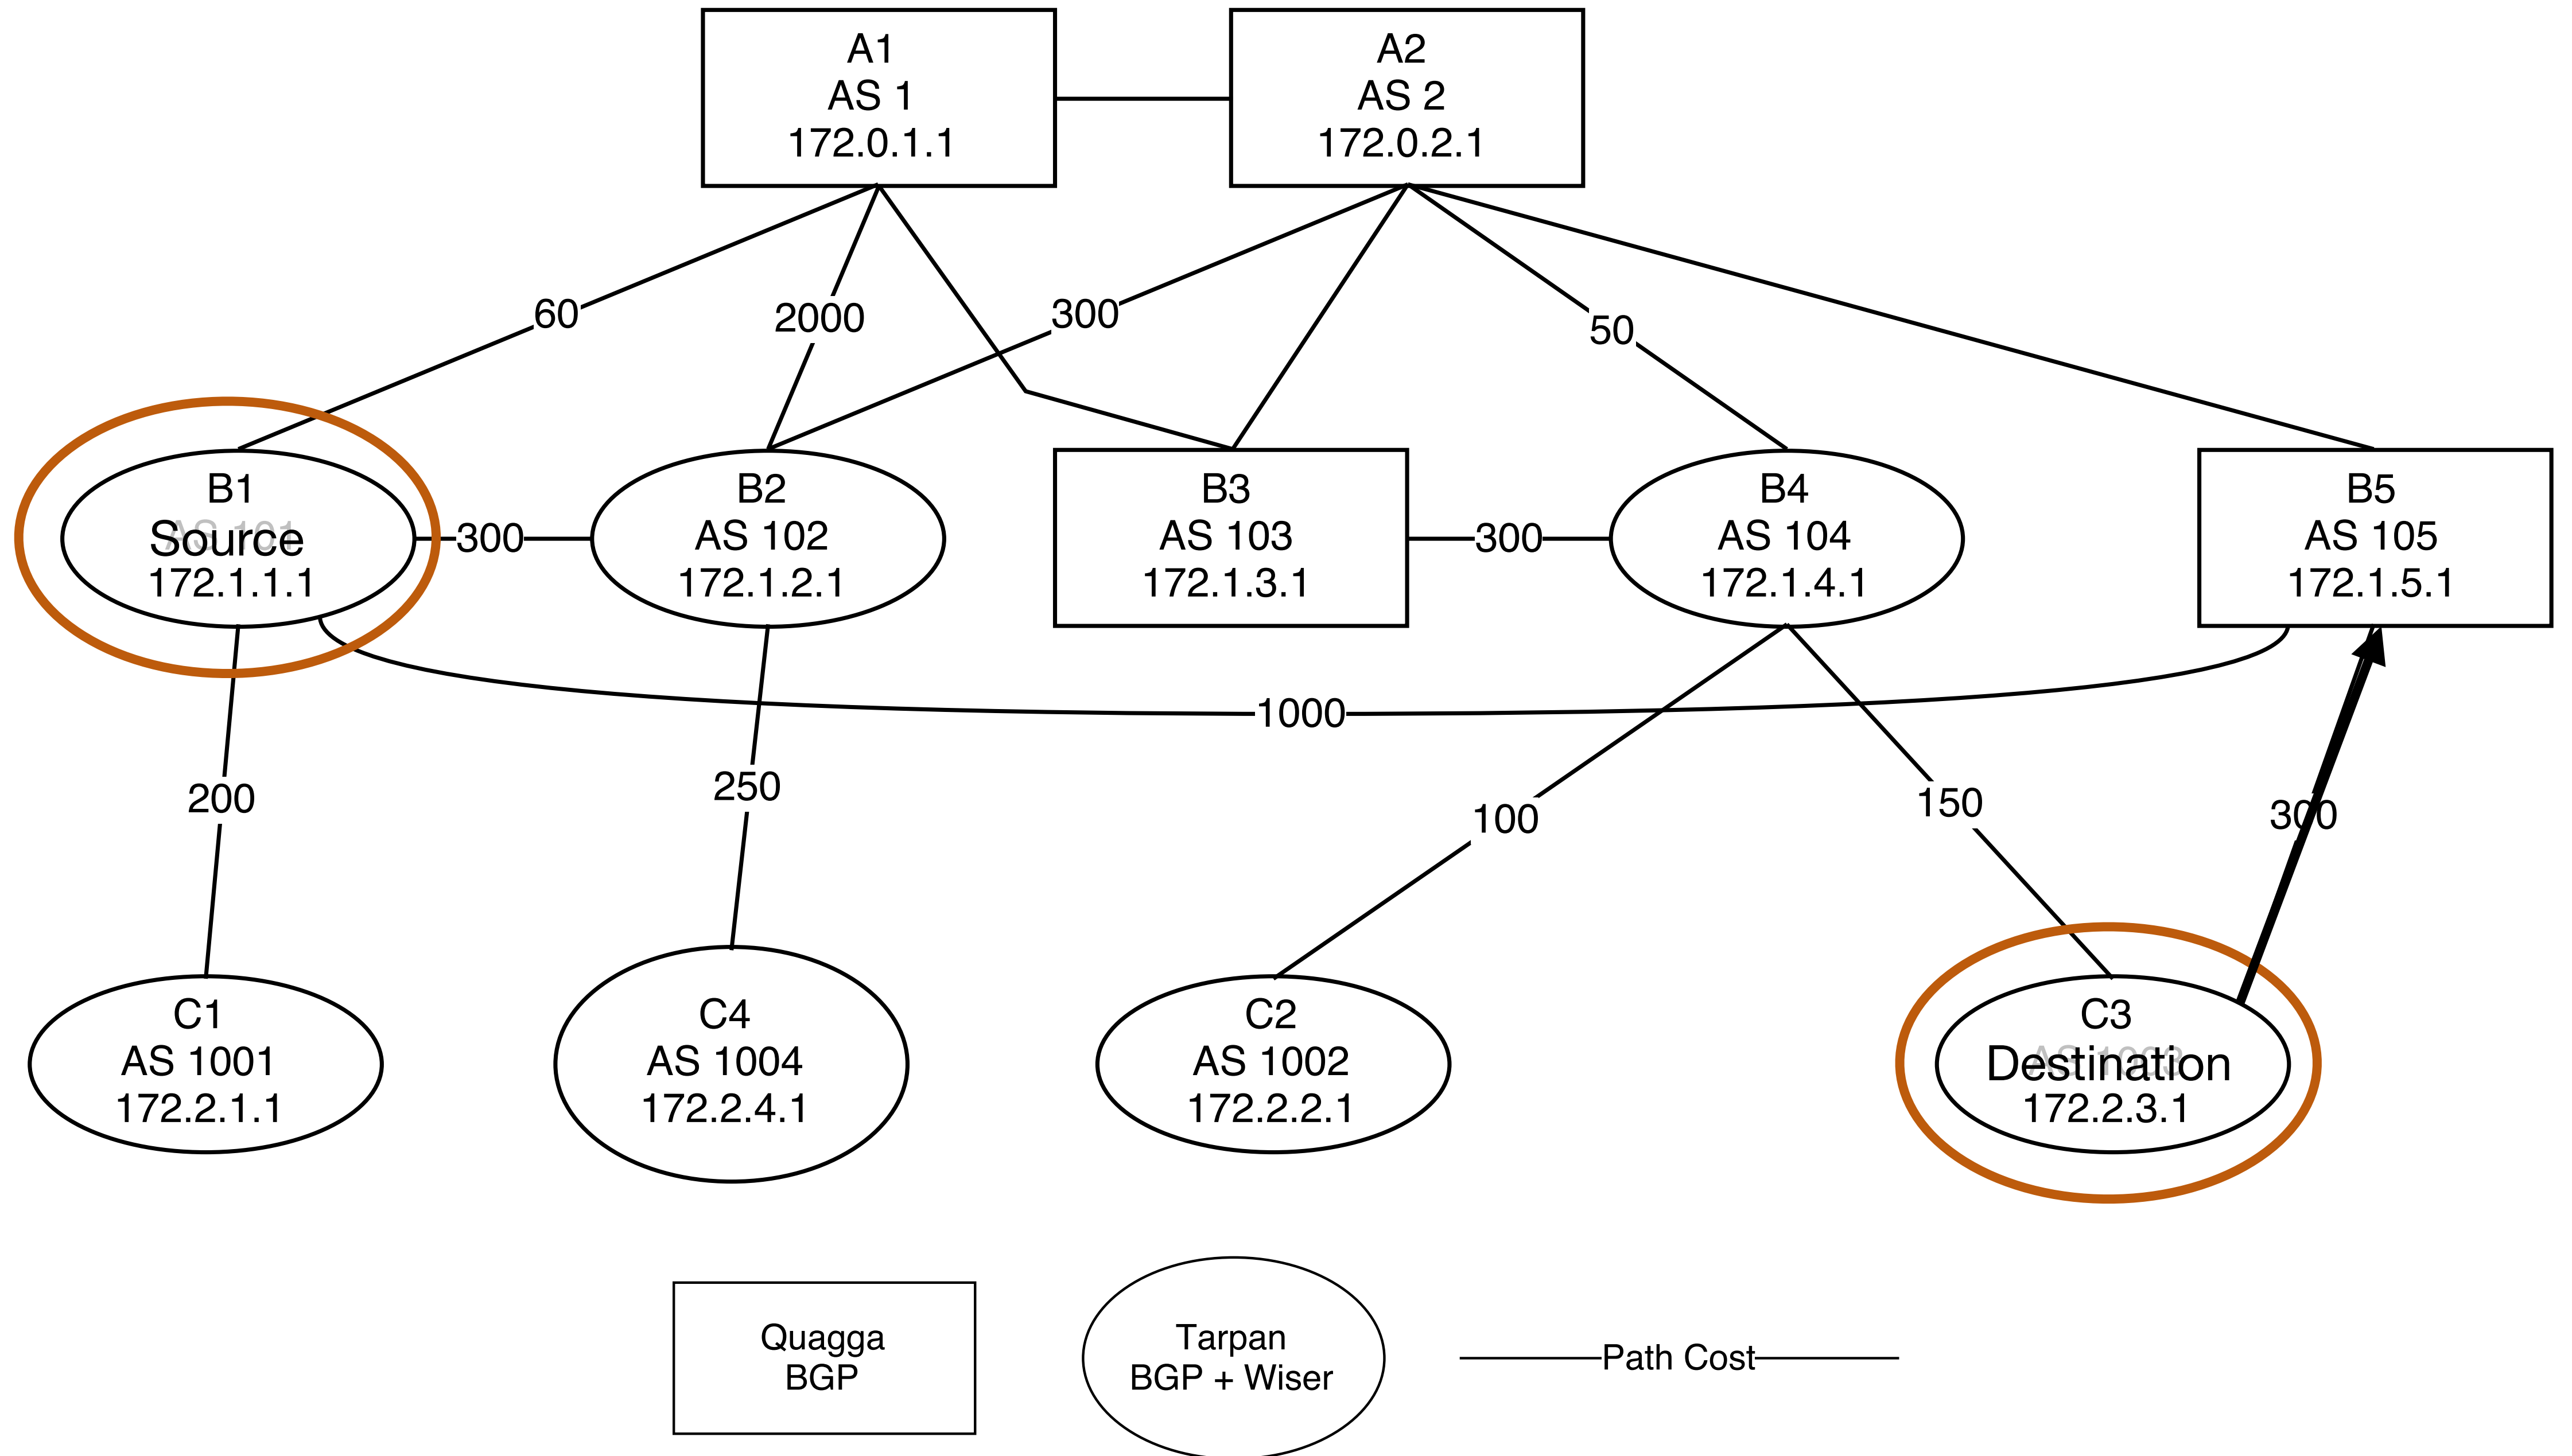 A1
AS 1
172.0.1.1
A2
AS 2
172.0.2.1
60
2000
300
50
B1
AS 101
Source
172.1.1.1
300
B2
AS 102
172.1.2.1
B3
AS 103
172.1.3.1
300
B4
AS 104
172.1.4.1
B5
AS 105
172.1.5.1
1000
200
250
100
150
300
C1
AS 1001
172.2.1.1
C4
AS 1004
172.2.4.1
C2
AS 1002
172.2.2.1
C3
AS 1003
Destination
172.2.3.1
Quagga
BGP
Tarpan
BGP + Wiser
Path Cost